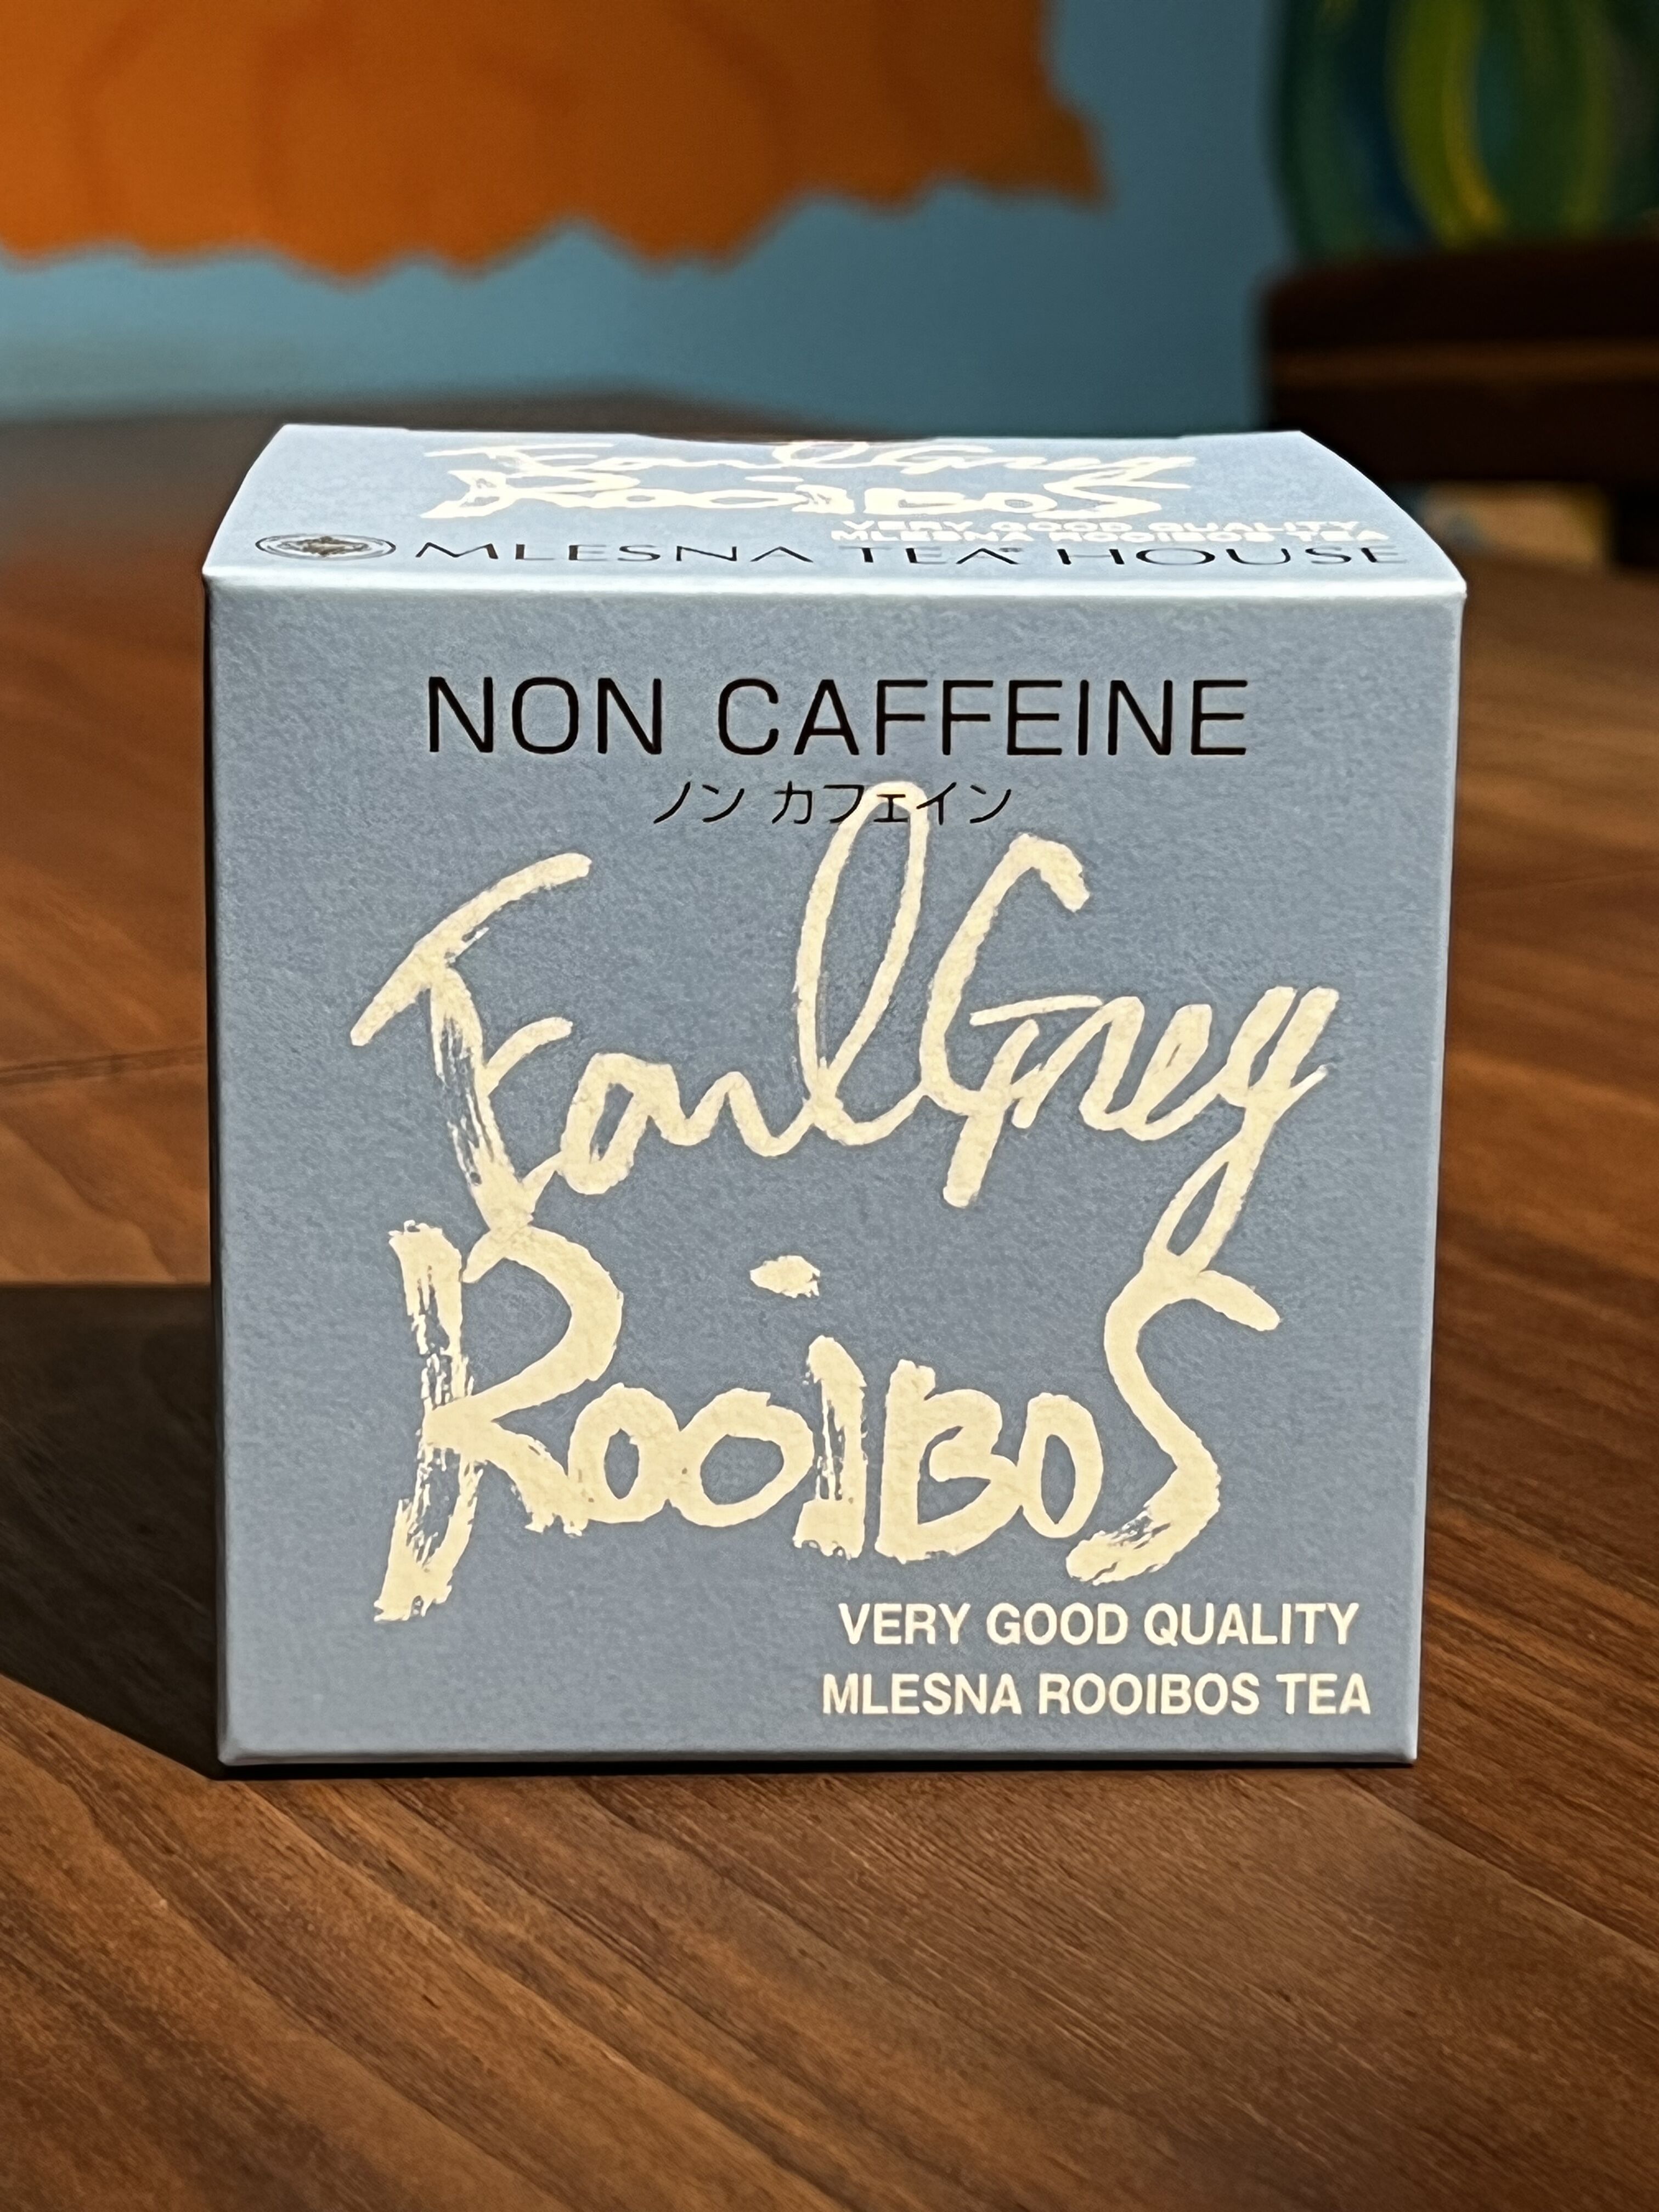 Earl Grey
Rooibos
VERY GOOD QUALITY
MLESNA ROOIBOS TEA
MLESNA TEA HOUSE
NON CAFFEINE
ノン カフェイン
Earl Grey
RooiBoS
VERY GOOD QUALITY
MLESNA ROOIBOS TEA